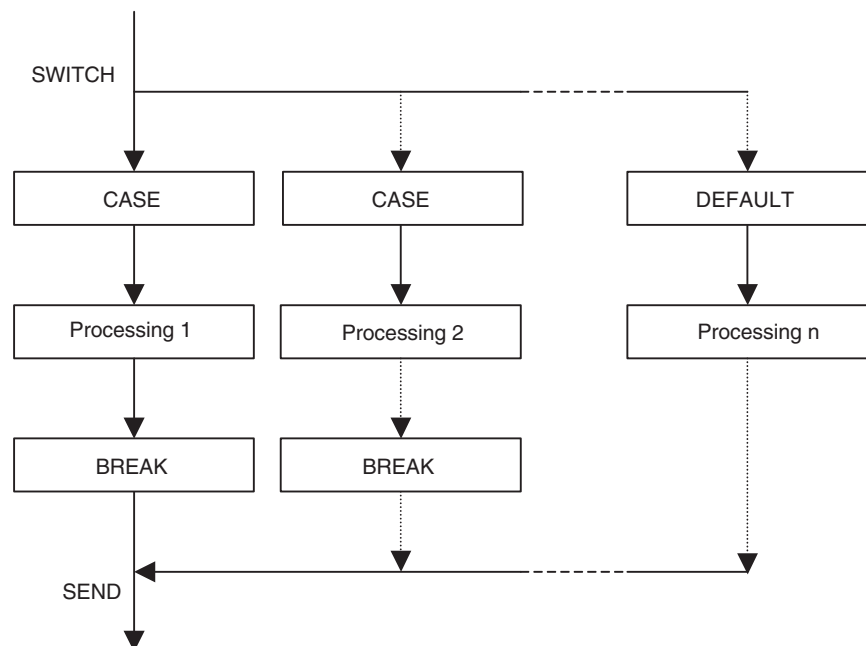 SWITCH
CASE
CASE
DEFAULT
Processing 1
Processing 2
Processing n
BREAK
BREAK
SEND